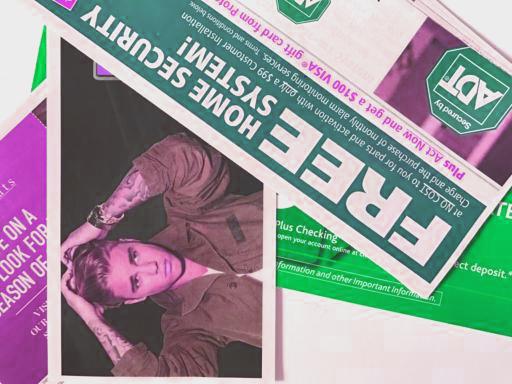 FREE
HOME SECURITY
SYSTEM!
at NO COST to you for parts and activation with only a $99 Customer Installation
Charge and the purchase of monthly alarm monitoring services. Terms and conditions below.
Plus Act Now and get a $100 VISA® gift card from
Secured by
ADT
ADT
Plus Checking
open your account online at
ect deposit.*
nformation and other Important Information.
E ON A
LOOK FOR
EASON OF